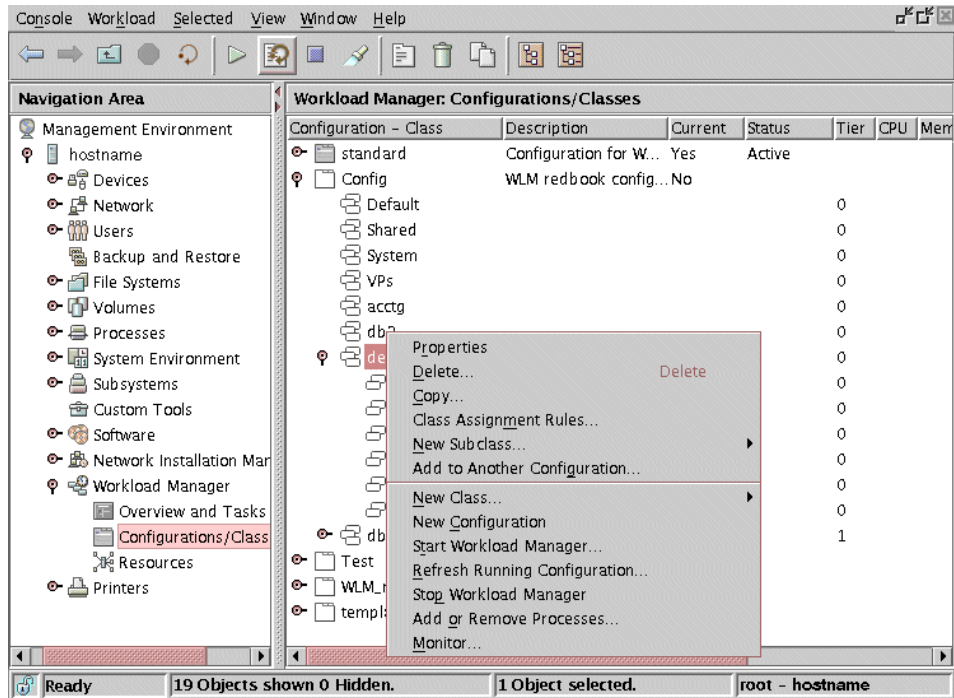 Console Workload Selected View Window Help
Navigation Area
Workload Manager: Configurations/Classes
Management Environment
hostname
Devices
Network
Users
Backup and Restore
File Systems
Volumes
Processes
System Environment
Subsystems
Custom Tools
Software
Network Installation Mar
Workload Manager
Overview and Tasks
Configurations/Class
Resources
Printers
Configuration - Class Description Current Status Tier CPU Mem
standard Configuration for W... Yes Active
Config WLM redbook config... No
Default 0
Shared 0
System 0
VPs 0
acctg 0
db2 0
de 0
0
0
0
0
0
0
db 1
Test
WLM_r
templa
Properties
Delete... Delete
Copy...
Class Assignment Rules...
New Subclass...
Add to Another Configuration...
New Class...
New Configuration
Start Workload Manager...
Refresh Running Configuration...
Stop Workload Manager
Add or Remove Processes...
Monitor...
Ready 19 Objects shown 0 Hidden. 1 Object selected. root - hostname